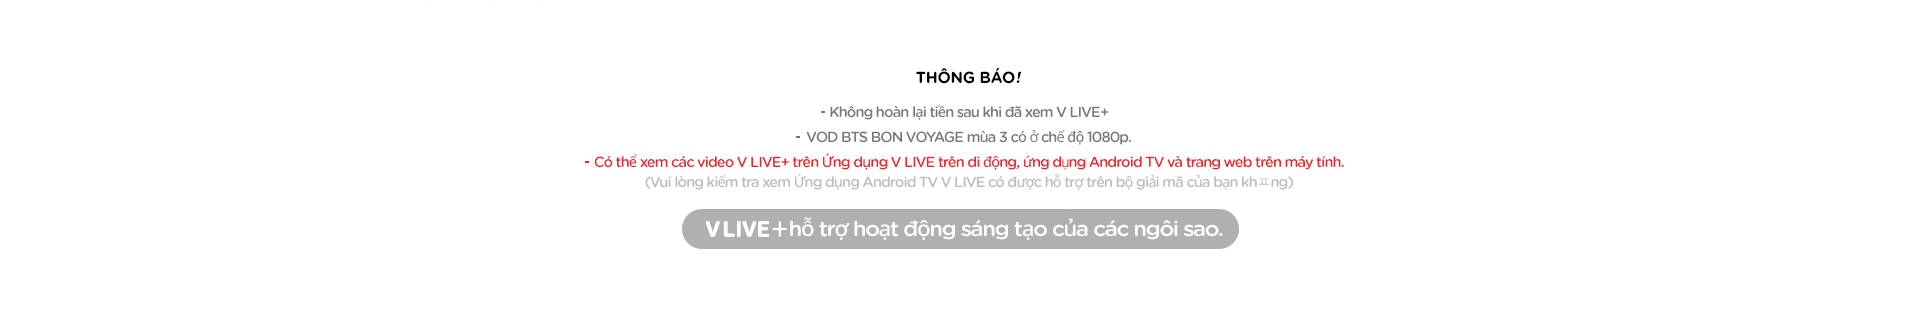 THÔNG BÁO!
- Không hoàn lại tiền sau khi đã xem V LIVE+
- VOD BTS BON VOYAGE mùa 3 có ở chế độ 1080p.
- Có thể xem các video V LIVE+ trên Ứng dụng V LIVE trên di động, ứng dụng Android TV và trang web trên máy tính.
(Vui lòng kiểm tra xem Ứng dụng Android TV V LIVE có được hỗ trợ trên bộ giải mã của bạn khㅍng)
V LIVE+hỗ trợ hoạt động sáng tạo của các ngôi sao.